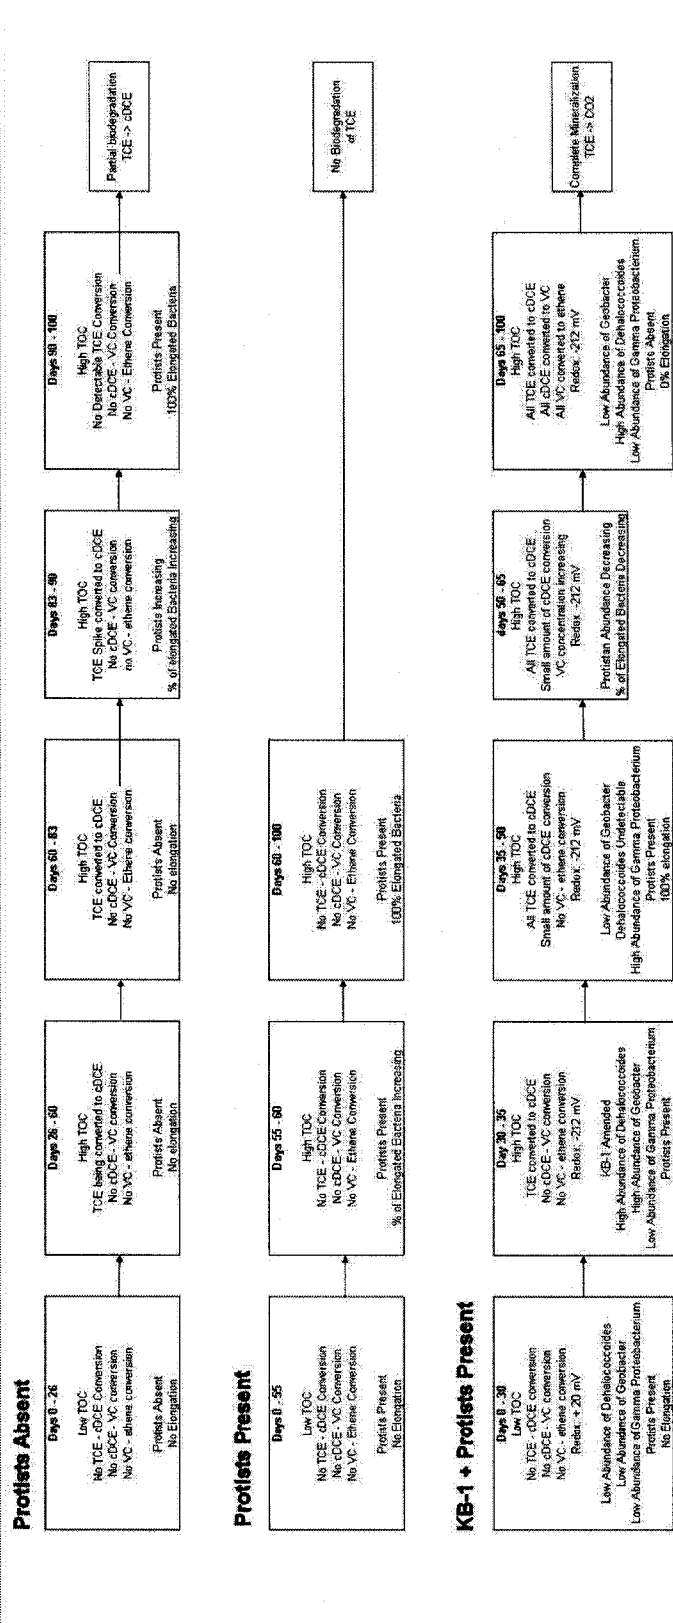 Protists Absent
Days 0 - 26
Low TOC
No TCE - cDCE Conversion
No cDCE - VC conversion
No VC - ethene conversion
Protists Absent
No Elongation
Days 26 - 60
High TOC
TCE being converted to cDCE
No cDCE - VC conversion
No VC - ethene conversion
Protists Absent
No elongation
Days 60 - 83
High TOC
TCE converted to cDCE
No cDCE - VC Conversion
No VC - Ethene conversion
Protists Absent
No elongation
Days 83 - 90
High TOC
TCE Spike converted to cDCE
No cDCE - VC conversion
no VC - ethene conversion
Protists Increasing
% of elongated Bacteria Increasing
Days 90 - 100
High TOC
No Detectable TCE Conversion
No cDCE - VC Conversion
No VC - Ethene Conversion
Protists Present
100% Elongated Bacteria
Partial biodegradation
TCE -> cDCE
Protists Present
Days 0 - 55
Low TOC
No TCE - cDCE Conversion
No cDCE - VC Conversion
No VC - Ethene Conversion
Protists Present
No Elongation
Days 55 - 60
High TOC
No TCE - cDCE Conversion
No cDCE - VC Conversion
No VC - Ethene Conversion
Protists Present
% of Elongated Bacteria Increasing
Days 60 - 100
High TOC
No TCE - cDCE Conversion
No cDCE - VC Conversion
No VC - Ethene Conversion
Protists Present
100% Elongated Bacteria
No Biodegradation
of TCE
KB-1 + Protists Present
Days 0 - 30
Low TOC
No TCE - cDCE conversion
No cDCE - VC conversion
No VC - ethene conversion
Redox: + 20 mV
Low Abundance of Dehalococcoides
Low Abundance of Geobacter
Low Abundance of Gamma Proteobacterium
Protists Present
No Elongation
Day 30 - 35
High TOC
TCE converted to cDCE
No cDCE - VC conversion
No VC - ethene conversion
Redox: -212 mV
KB-1 Amended
High Abundance of Dehalococcoides
High Abundance of Geobacter
Low Abundance of Gamma Proteobacterium
Protists Present
Days 35 - 50
High TOC
All TCE converted to cDCE
Small amount of cDCE conversion
No VC - ethene conversion
Redox: -212 mV
Low Abundance of Geobacter
Dehalococcoides Undetectable
High Abundance of Gamma Proteobacterium
Protists Present
100% elongation
days 50 - 65
High TOC
All TCE converted to cDCE
Small amount of cDCE conversion
VC concentration increasing
Redox: -212 mV
Protistan Abundance Decreasing
% of Elongated Bacteria Decreasing
Days 65 - 100
High TOC
All TCE converted to cDCE
All cDCE converted to VC
All VC converted to ethene
Redox: -212 mV
Low Abundance of Geobacter
High Abundance of Dehalococcoides
Low Abundance of Gamma Proteobacterium
Protists Absent
0% Elongation
Complete Mineralization
TCE -> CO2